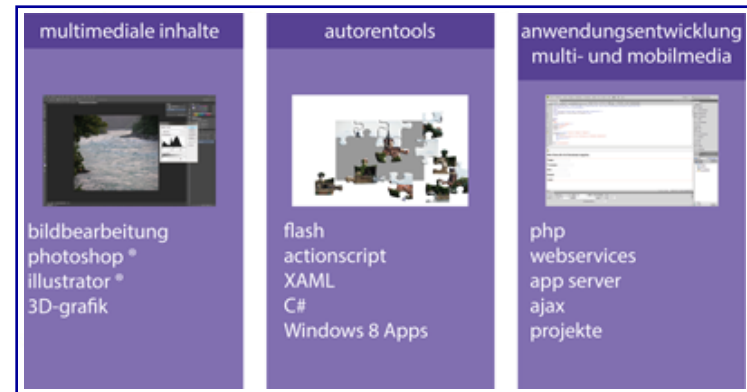 multimediale inhalte
bildbearbeitung
photoshop ®
illustrator ®
3D-grafik
autorentools
flash
actionscript
XAML
C#
Windows 8 Apps
anwendungsentwicklung
multi- und mobilmedia
php
webservices
app server
ajax
projekte